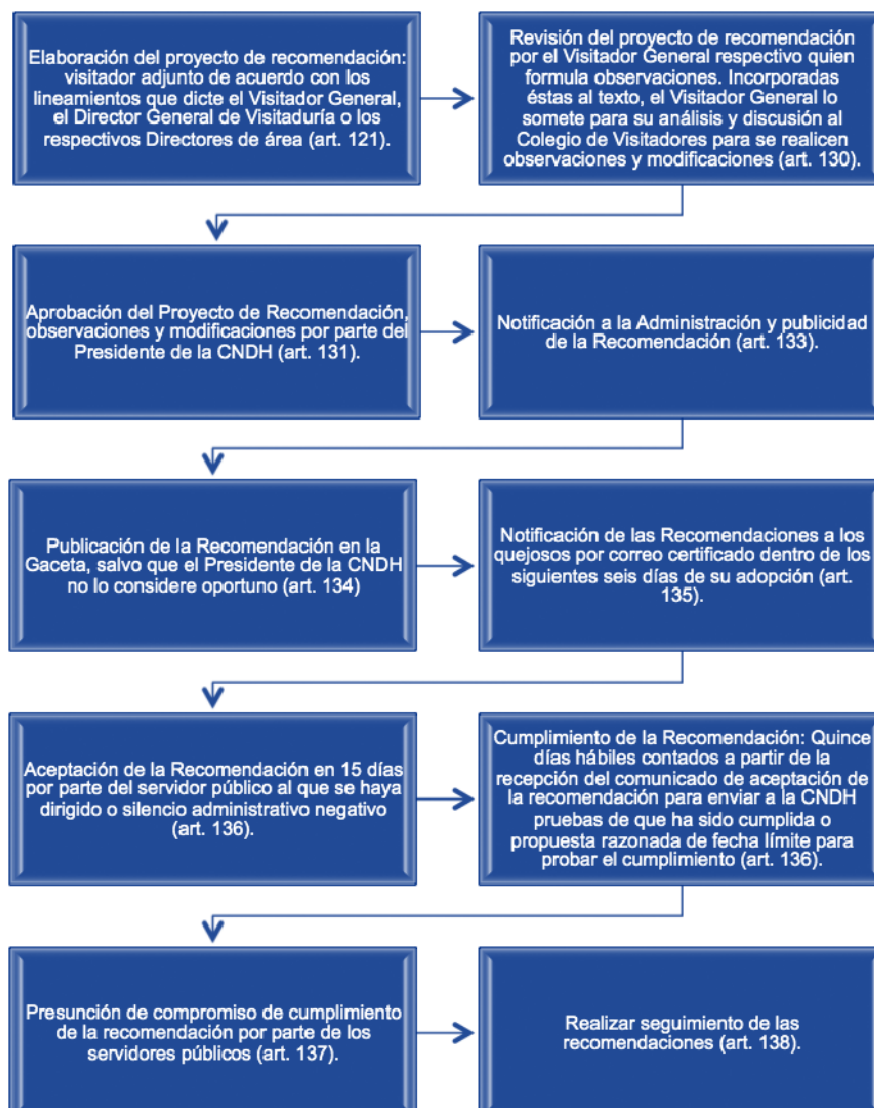 Elaboración del proyecto de recomendación:
visitador adjunto de acuerdo con los
lineamientos que dicte el Visitador General,
el Director General de Visitaduría o los
respectivos Directores de área (art. 121).
Revisión del proyecto de recomendación
por el Visitador General respectivo quien
formula observaciones. Incorporadas
éstas al texto, el Visitador General lo
somete para su análisis y discusión al
Colegio de Visitadores para se realicen
observaciones y modificaciones (art. 130).
Aprobación del Proyecto de Recomendación,
observaciones y modificaciones por parte del
Presidente de la CNDH (art. 131).
Notificación a la Administración y publicidad
de la Recomendación (art. 133).
Publicación de la Recomendación en la
Gaceta, salvo que el Presidente de la CNDH
no lo considere oportuno (art. 134)
Notificación de las Recomendaciones a los
quejosos por correo certificado dentro de los
siguientes seis días de su adopción (art.
135).
Aceptación de la Recomendación en 15 días
por parte del servidor público al que se haya
dirigido o silencio administrativo negativo
(art. 136).
Cumplimiento de la Recomendación: Quince
días hábiles contados a partir de la
recepción del comunicado de aceptación de
la recomendación para enviar a la CNDH
pruebas de que ha sido cumplida o
propuesta razonada de fecha límite para
probar el cumplimiento (art. 136).
Presunción de compromiso de cumplimiento
de la recomendación por parte de los
servidores públicos (art. 137).
Realizar seguimiento de las
recomendaciones (art. 138).